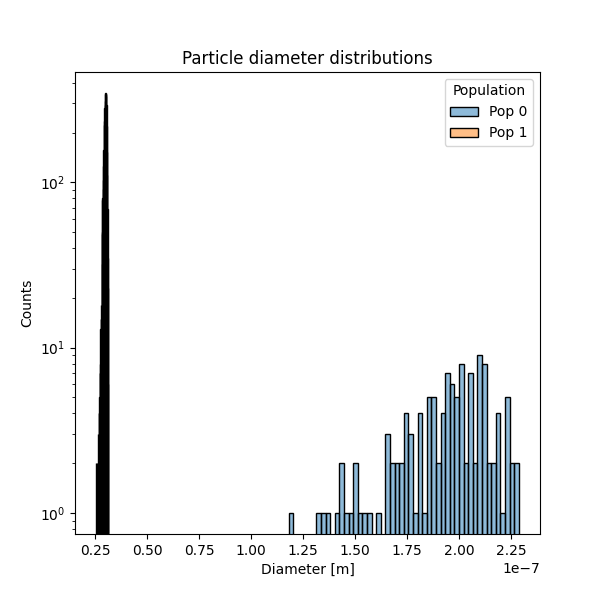 Particle diameter distributions
Population
Pop 0
Pop 1
10²
10¹
10⁰
Counts
0.25 0.50 0.75 1.00 1.25 1.50 1.75 2.00 2.25
1e−7
Diameter [m]